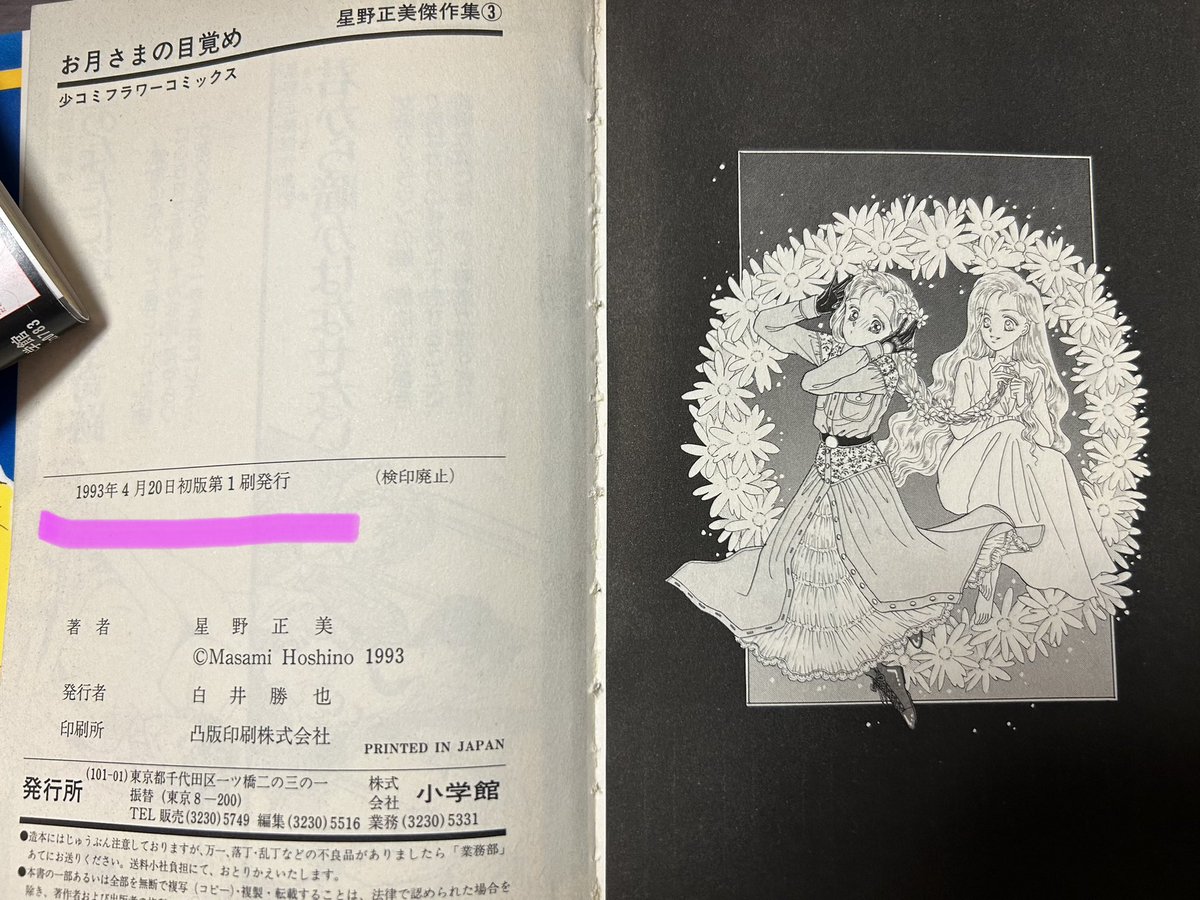 星野正美傑作集③
お月さまの目覚め
少コミフラワーコミックス
1993年4月20日初版第1刷発行 (検印廃止)
著者 星野正美
©Masami Hoshino 1993
発行者 白井勝也
印刷所 凸版印刷株式会社
PRINTED IN JAPAN
発行所 (101-01)東京都千代田区一ツ橋二の三の一 株式会社 小学館
振替(東京8—200)
TEL 販売(3230)5749 編集(3230)5516 業務(3230)5331
●造本にはじゅうぶん注意しておりますが、万一、落丁・乱丁などの不良品がありましたら「業務部」
あてにお送りください。送料小社負担にて、おとりかえいたします。
●本書の一部あるいは全部を無断で複写(コピー)・複製・転載することは、法律で認められた場合を
除き、著作者および出版者の